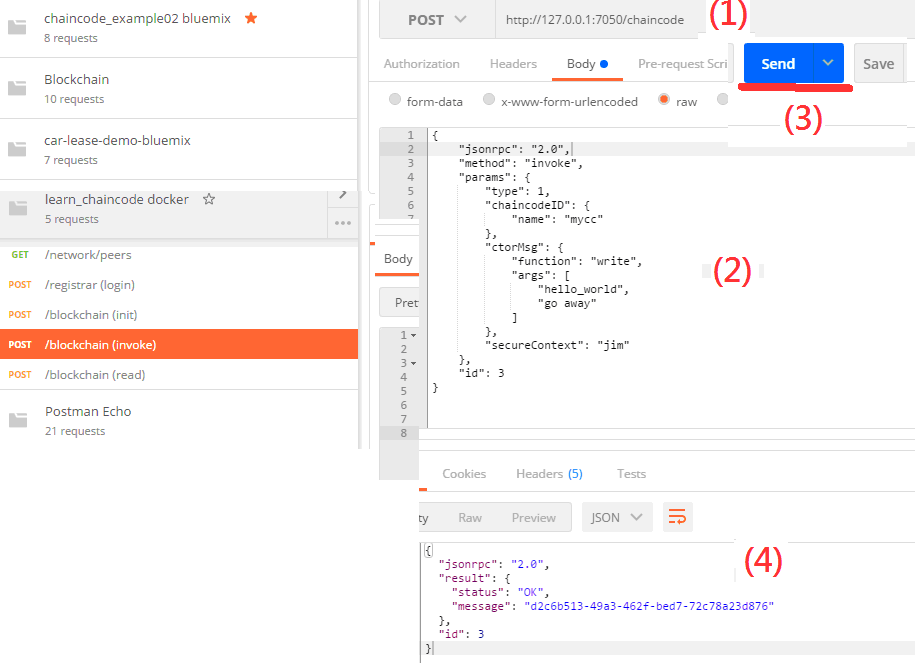 chaincode_example02 bluemix
8 requests
Blockchain
10 requests
car-lease-demo-bluemix
7 requests
learn_chaincode docker
5 requests
GET /network/peers
POST /registrar (login)
POST /blockchain (init)
POST /blockchain (invoke)
POST /blockchain (read)
Postman Echo
21 requests
POST http://127.0.0.1:7050/chaincode
(1)
Authorization Headers Body Pre-request Scri
Send Save
(3)
form-data x-www-form-urlencoded raw
1 {
2 "jsonrpc": "2.0",
3 "method": "invoke",
4 "params": {
5 "type": 1,
6 "chaincodeID": {
7 "name": "mycc"
},
"ctorMsg": {
"function": "write",
"args": [
"hello_world",
"go away"
]
},
"secureContext": "jim"
},
"id": 3
}
(2)
Body
Pret
1
2
3
4
5
6
7
8
Cookies Headers (5) Tests
ty Raw Preview JSON
(4)
{
"jsonrpc": "2.0",
"result": {
"status": "OK",
"message": "d2c6b513-49a3-462f-bed7-72c78a23d876"
},
"id": 3
}